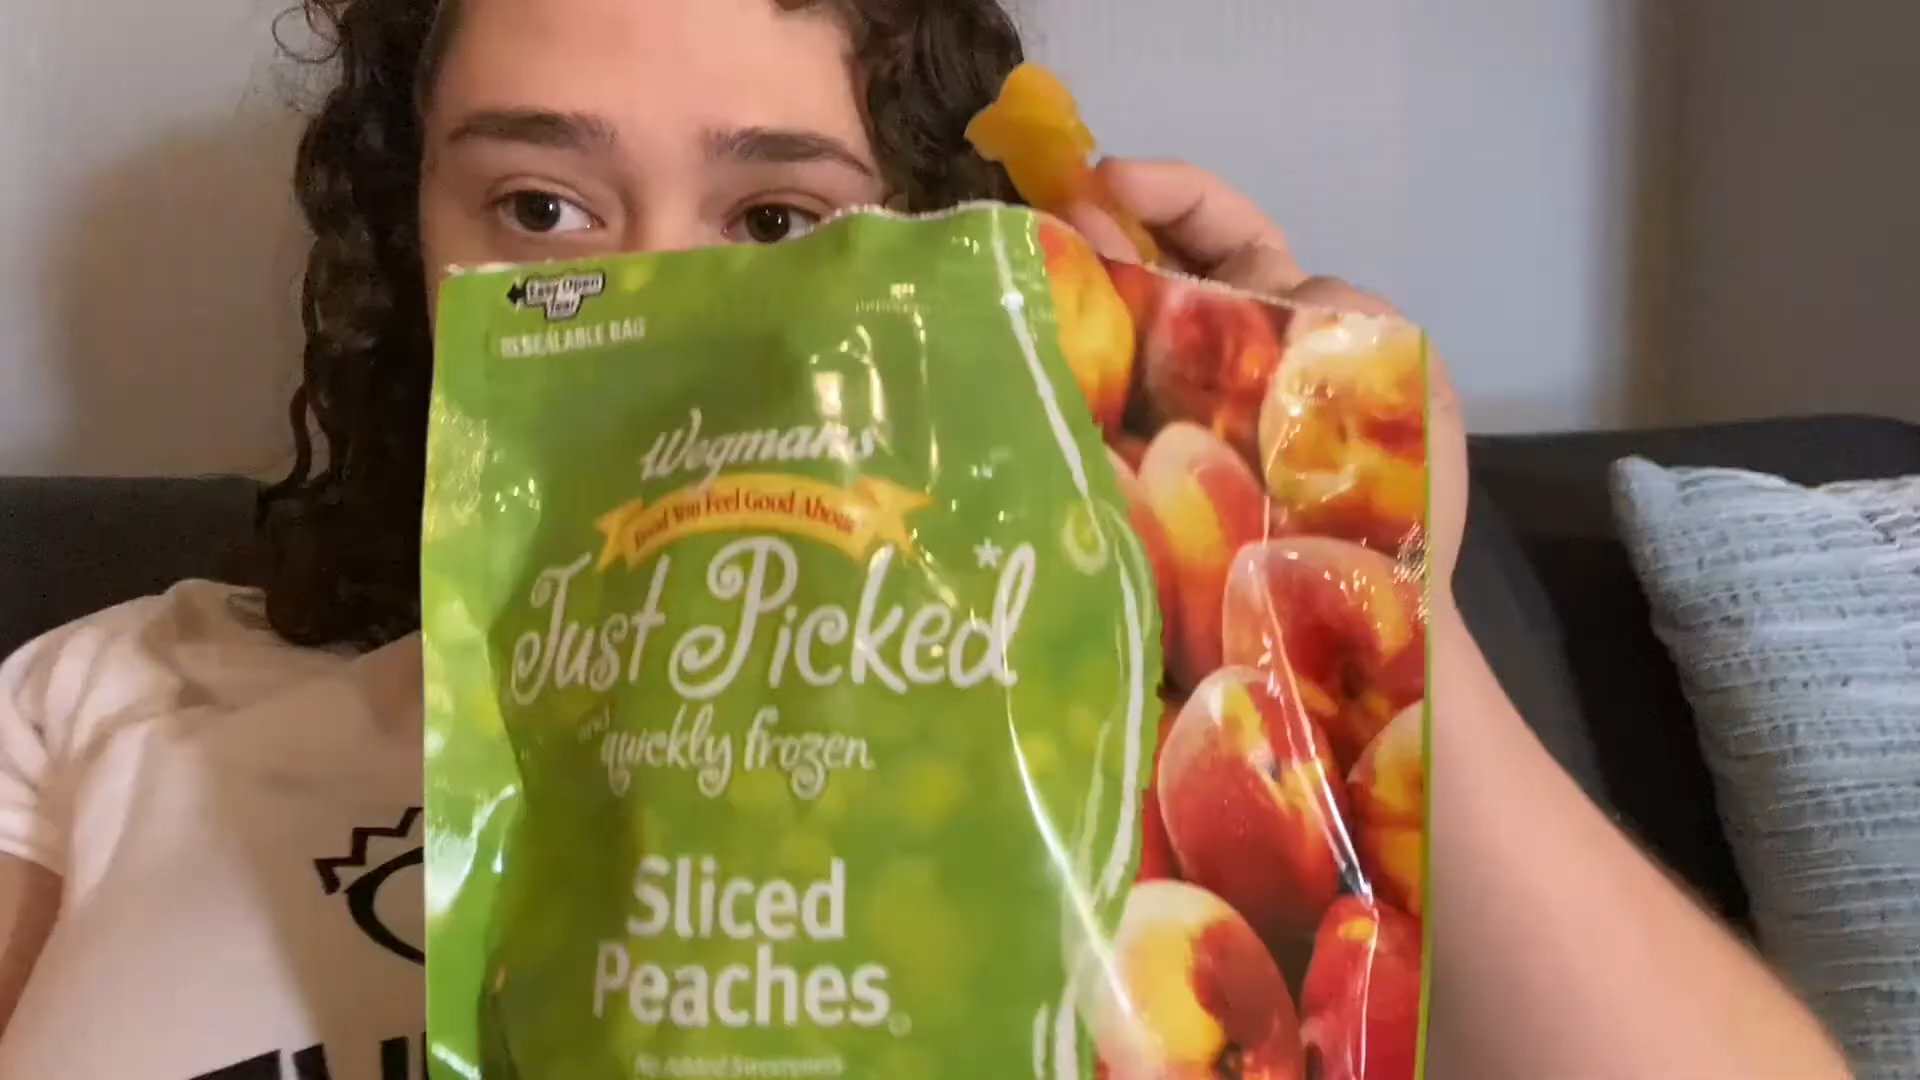 Easy Open
Tear
RESEALABLE BAG
Wegmans
Food You Feel Good About
Just Picked*
and quickly frozen
Sliced
Peaches
No Added Sweeteners